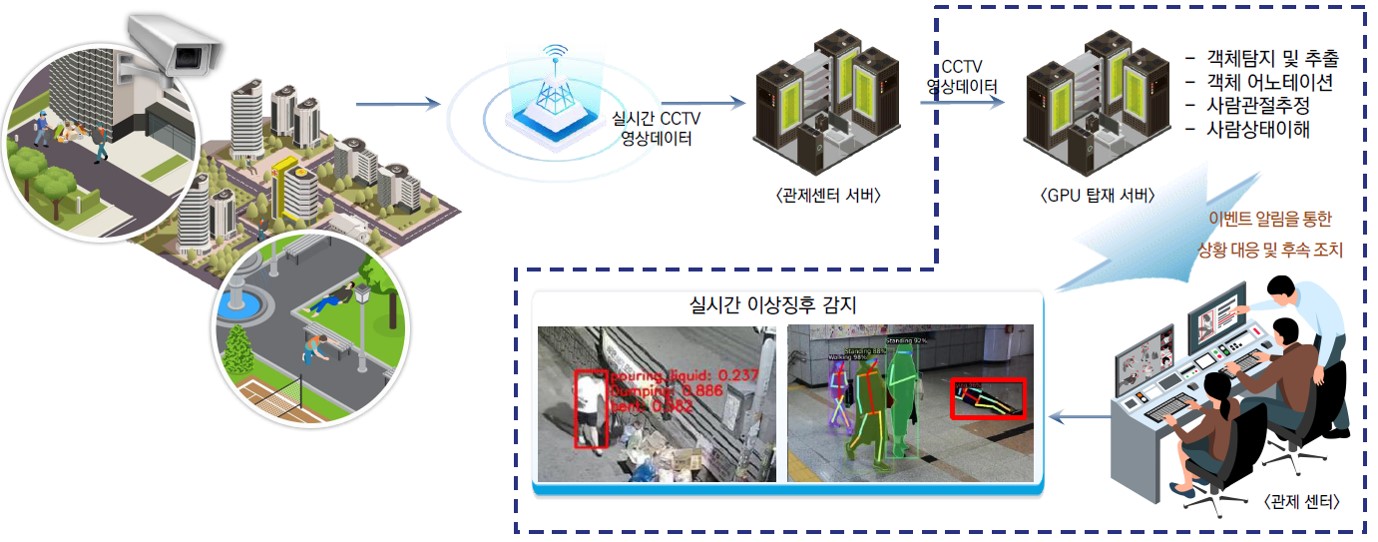 실시간 CCTV
영상데이터
〈관제센터 서버〉
CCTV
영상데이터
〈GPU 탑재 서버〉
- 객체탐지 및 추출
- 객체 어노테이션
- 사람관절추정
- 사람상태이해
이벤트 알림을 통한
상황 대응 및 후속 조치
실시간 이상징후 감지
pouring_liquid: 0.237
Dumping: 0.886
Walking 98%
Standing 88%
Standing 92%
〈관제 센터〉